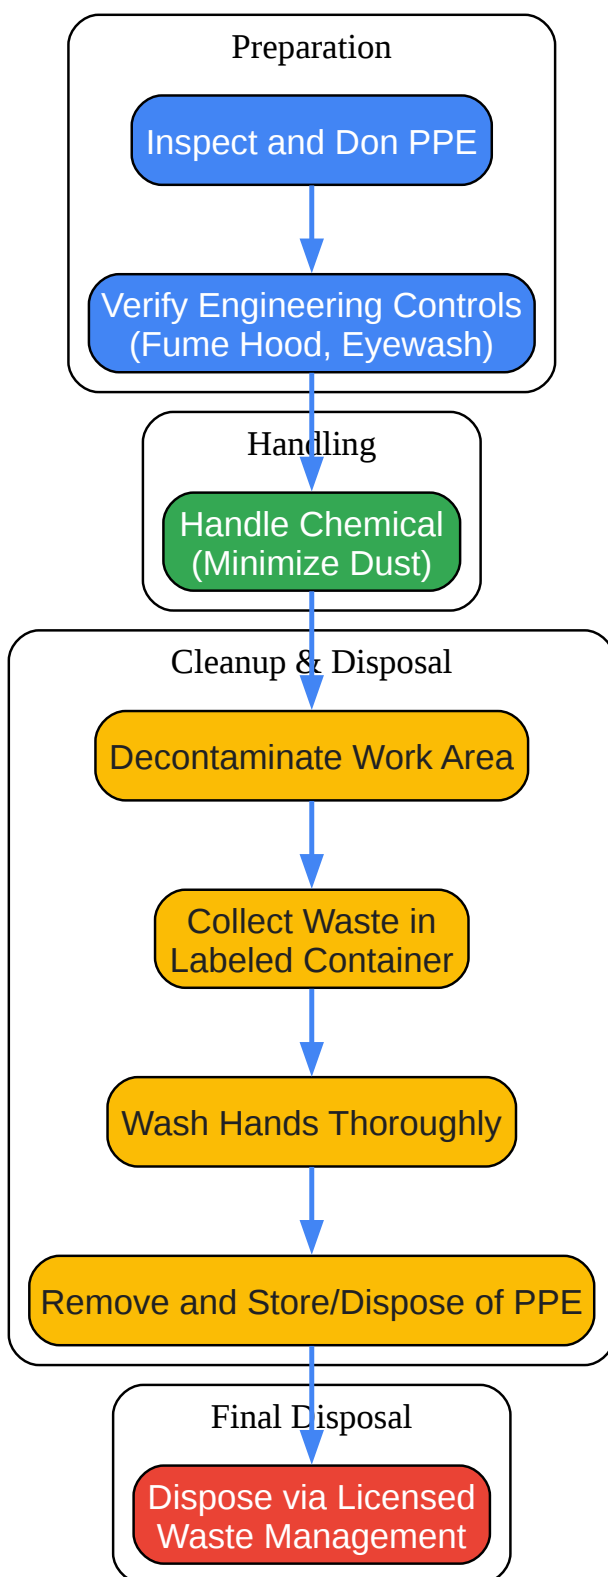 Preparation
Inspect and Don PPE
Verify Engineering Controls
(Fume Hood, Eyewash)
Handling
Handle Chemical
(Minimize Dust)
Cleanup & Disposal
Decontaminate Work Area
Collect Waste in
Labeled Container
Wash Hands Thoroughly
Remove and Store/Dispose of PPE
Final Disposal
Dispose via Licensed
Waste Management